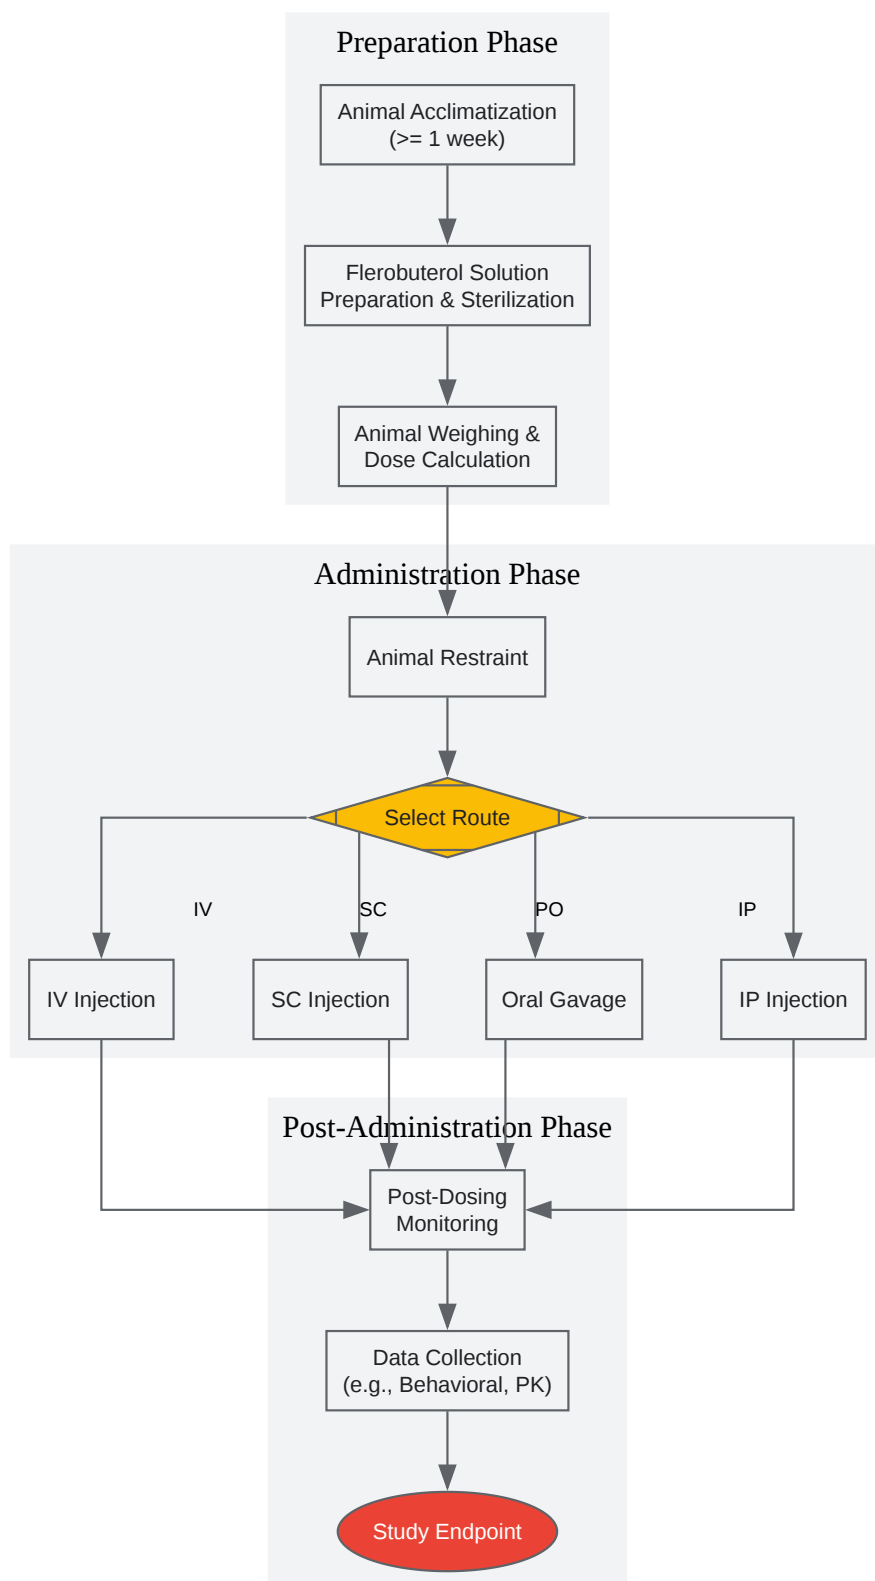 Preparation Phase
Animal Acclimatization
(>= 1 week)
Flerobuterol Solution
Preparation & Sterilization
Animal Weighing &
Dose Calculation
Administration Phase
Animal Restraint
Select Route
IV
SC
PO
IP
IV Injection
SC Injection
Oral Gavage
IP Injection
Post-Administration Phase
Post-Dosing
Monitoring
Data Collection
(e.g., Behavioral, PK)
Study Endpoint